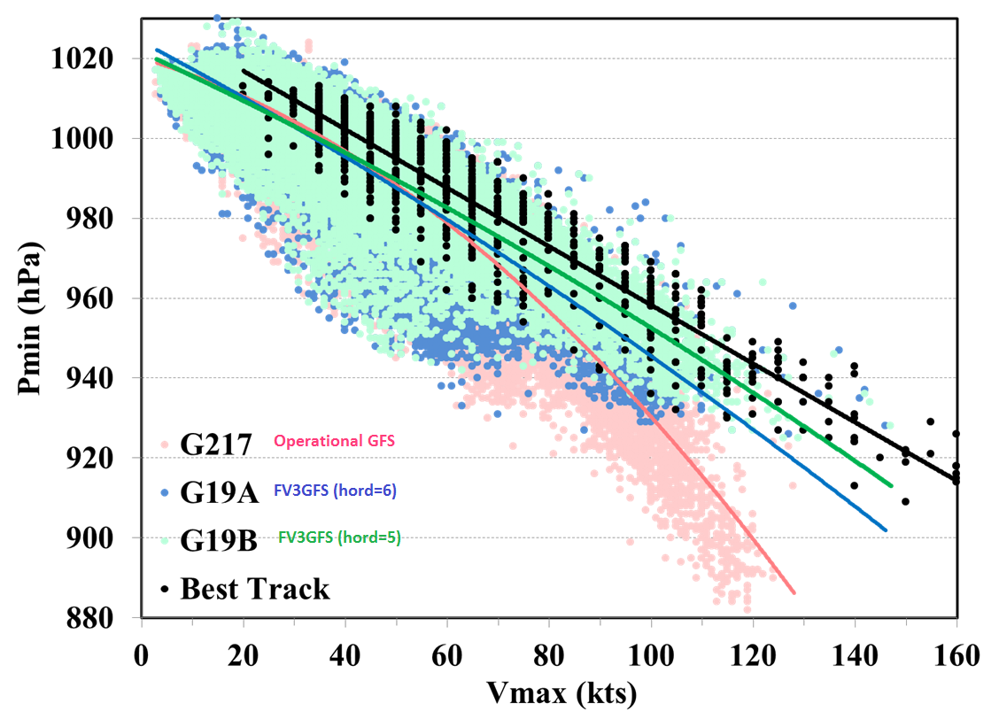 1020
1000
980
960
940
920
900
880
Pmin (hPa)
G217 Operational GFS
G19A FV3GFS (hord=6)
G19B FV3GFS (hord=5)
Best Track
0 20 40 60 80 100 120 140 160
Vmax (kts)